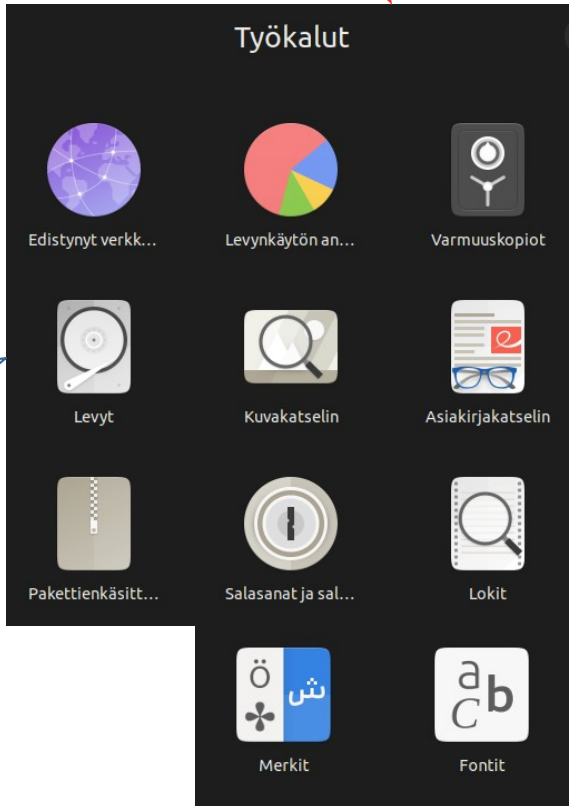 Työkalut
Edistynyt verkk...
Levynkäytön an...
Varmuuskopiot
Levyt
Kuvakatselin
Asiakirjakatselin
Pakettienkäsitt...
Salasanat ja sal...
Lokit
Ö
ش
a
b
C
Merkit
Fontit